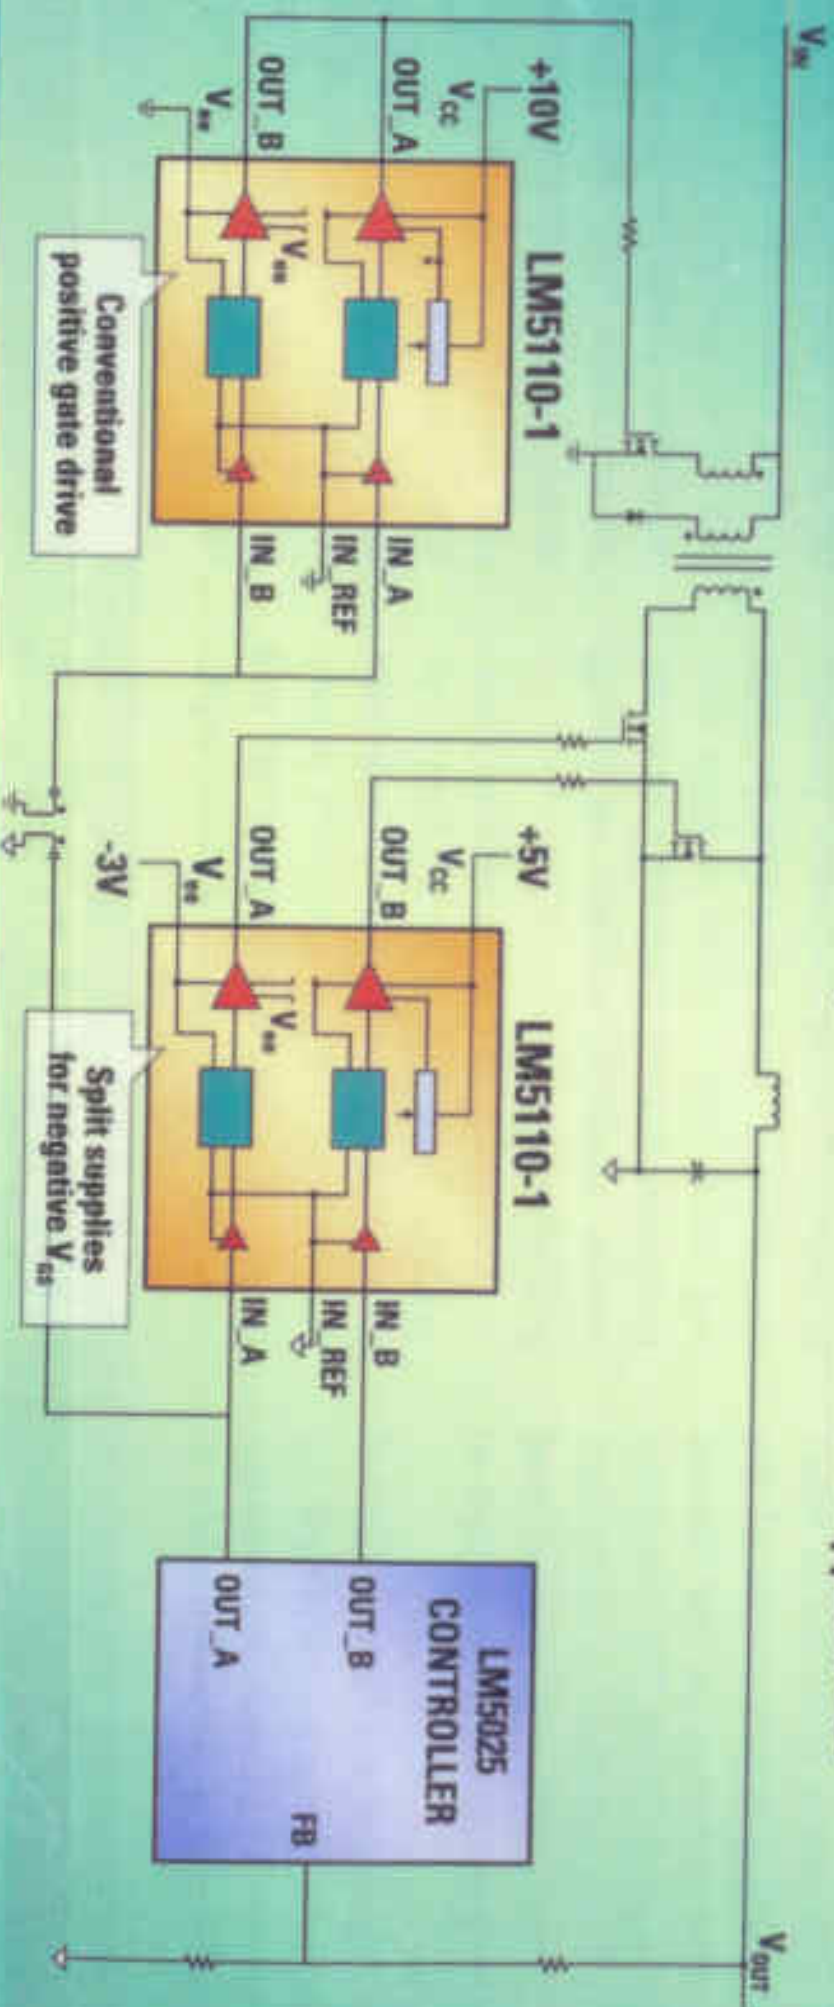 V_IN
LM5110-1
+10V
V_CC
OUT_A
OUT_B
V_EE
V_EE
IN_A
IN_REF
IN_B
Conventional
positive gate drive
LM5110-1
+5V
V_CC
OUT_B
OUT_A
V_EE
-3V
V_EE
IN_B
IN_REF
IN_A
Split supplies
for negative V_GS
LM5025
CONTROLLER
OUT_B
OUT_A
FB
V_OUT